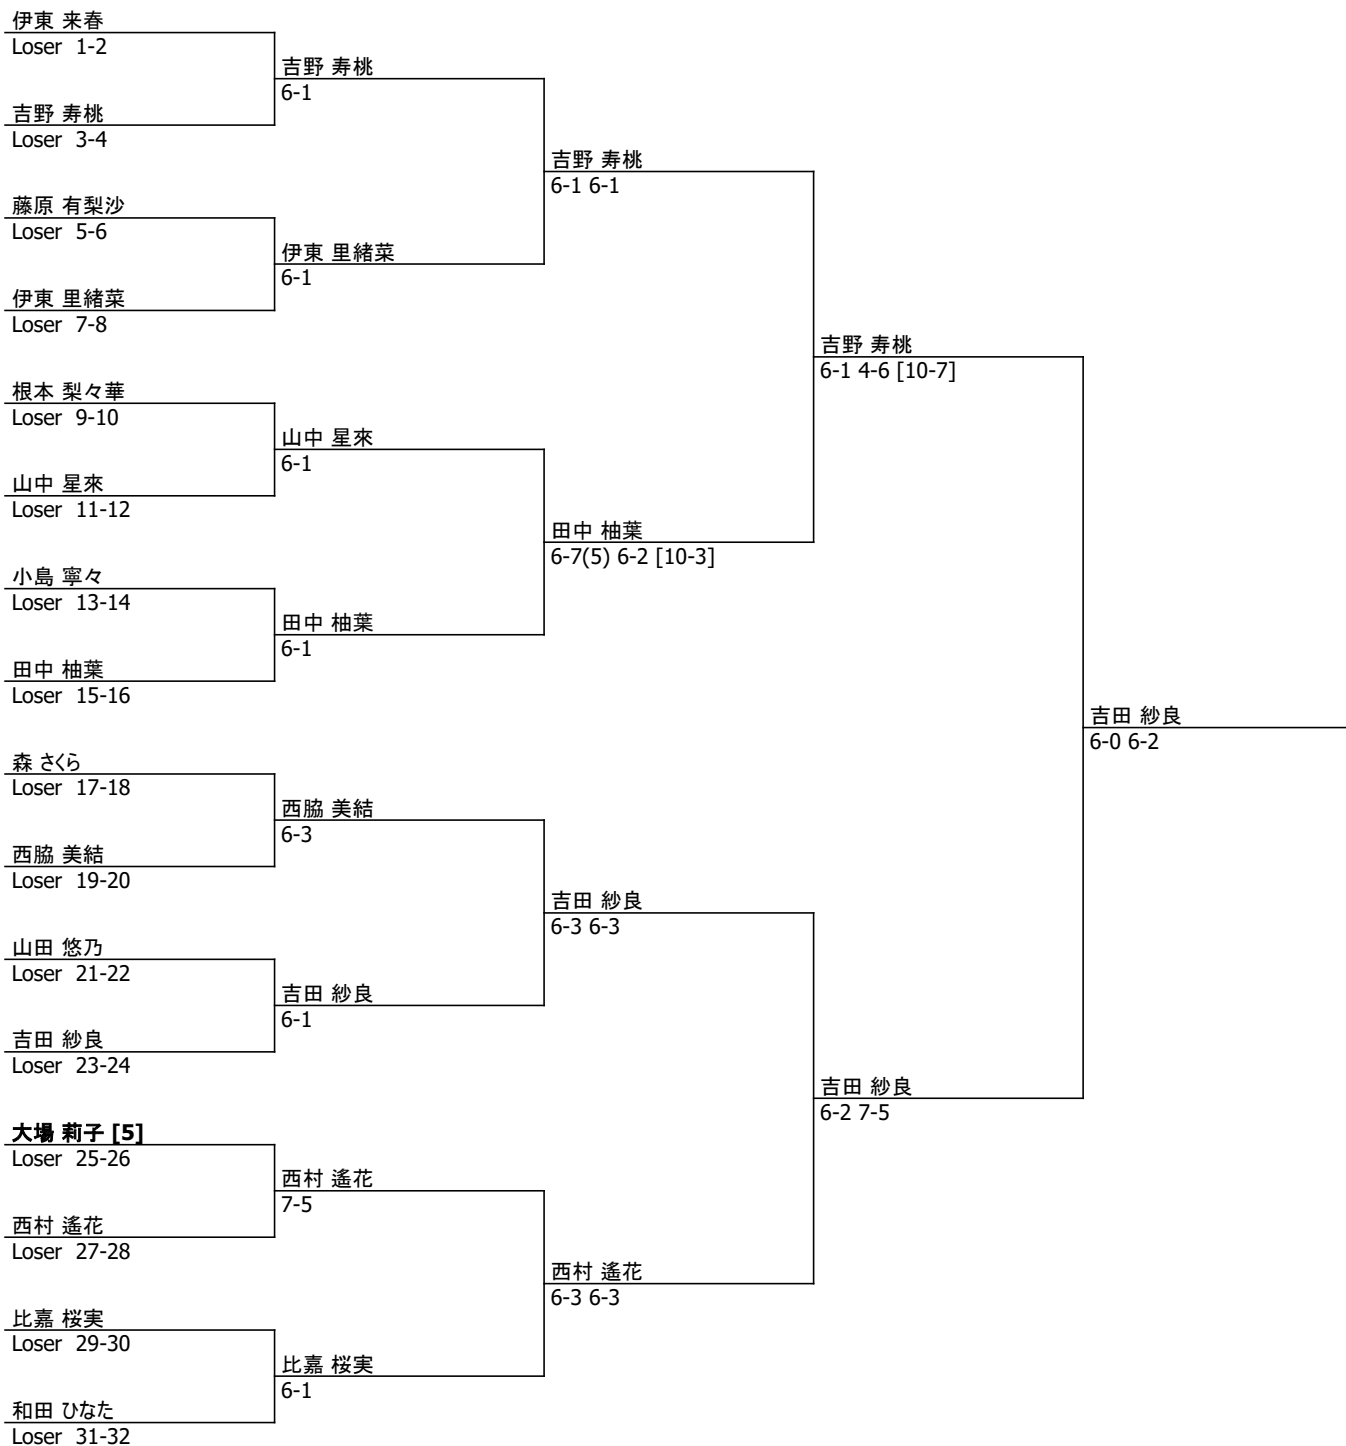 伊東 来春
Loser 1-2
吉野 寿桃
6-1
吉野 寿桃
Loser 3-4
吉野 寿桃
6-1 6-1
藤原 有梨沙
Loser 5-6
伊東 里緒菜
6-1
伊東 里緒菜
Loser 7-8
吉野 寿桃
6-1 4-6 [10-7]
根本 梨々華
Loser 9-10
山中 星來
6-1
山中 星來
Loser 11-12
田中 柚葉
6-7(5) 6-2 [10-3]
小島 寧々
Loser 13-14
田中 柚葉
6-1
田中 柚葉
Loser 15-16
吉田 紗良
6-0 6-2
森 さくら
Loser 17-18
西脇 美結
6-3
西脇 美結
Loser 19-20
吉田 紗良
6-3 6-3
山田 悠乃
Loser 21-22
吉田 紗良
6-1
吉田 紗良
Loser 23-24
吉田 紗良
6-2 7-5
大場 莉子 [5]
Loser 25-26
西村 遙花
7-5
西村 遙花
Loser 27-28
西村 遙花
6-3 6-3
比嘉 桜実
Loser 29-30
比嘉 桜実
6-1
和田 ひなた
Loser 31-32